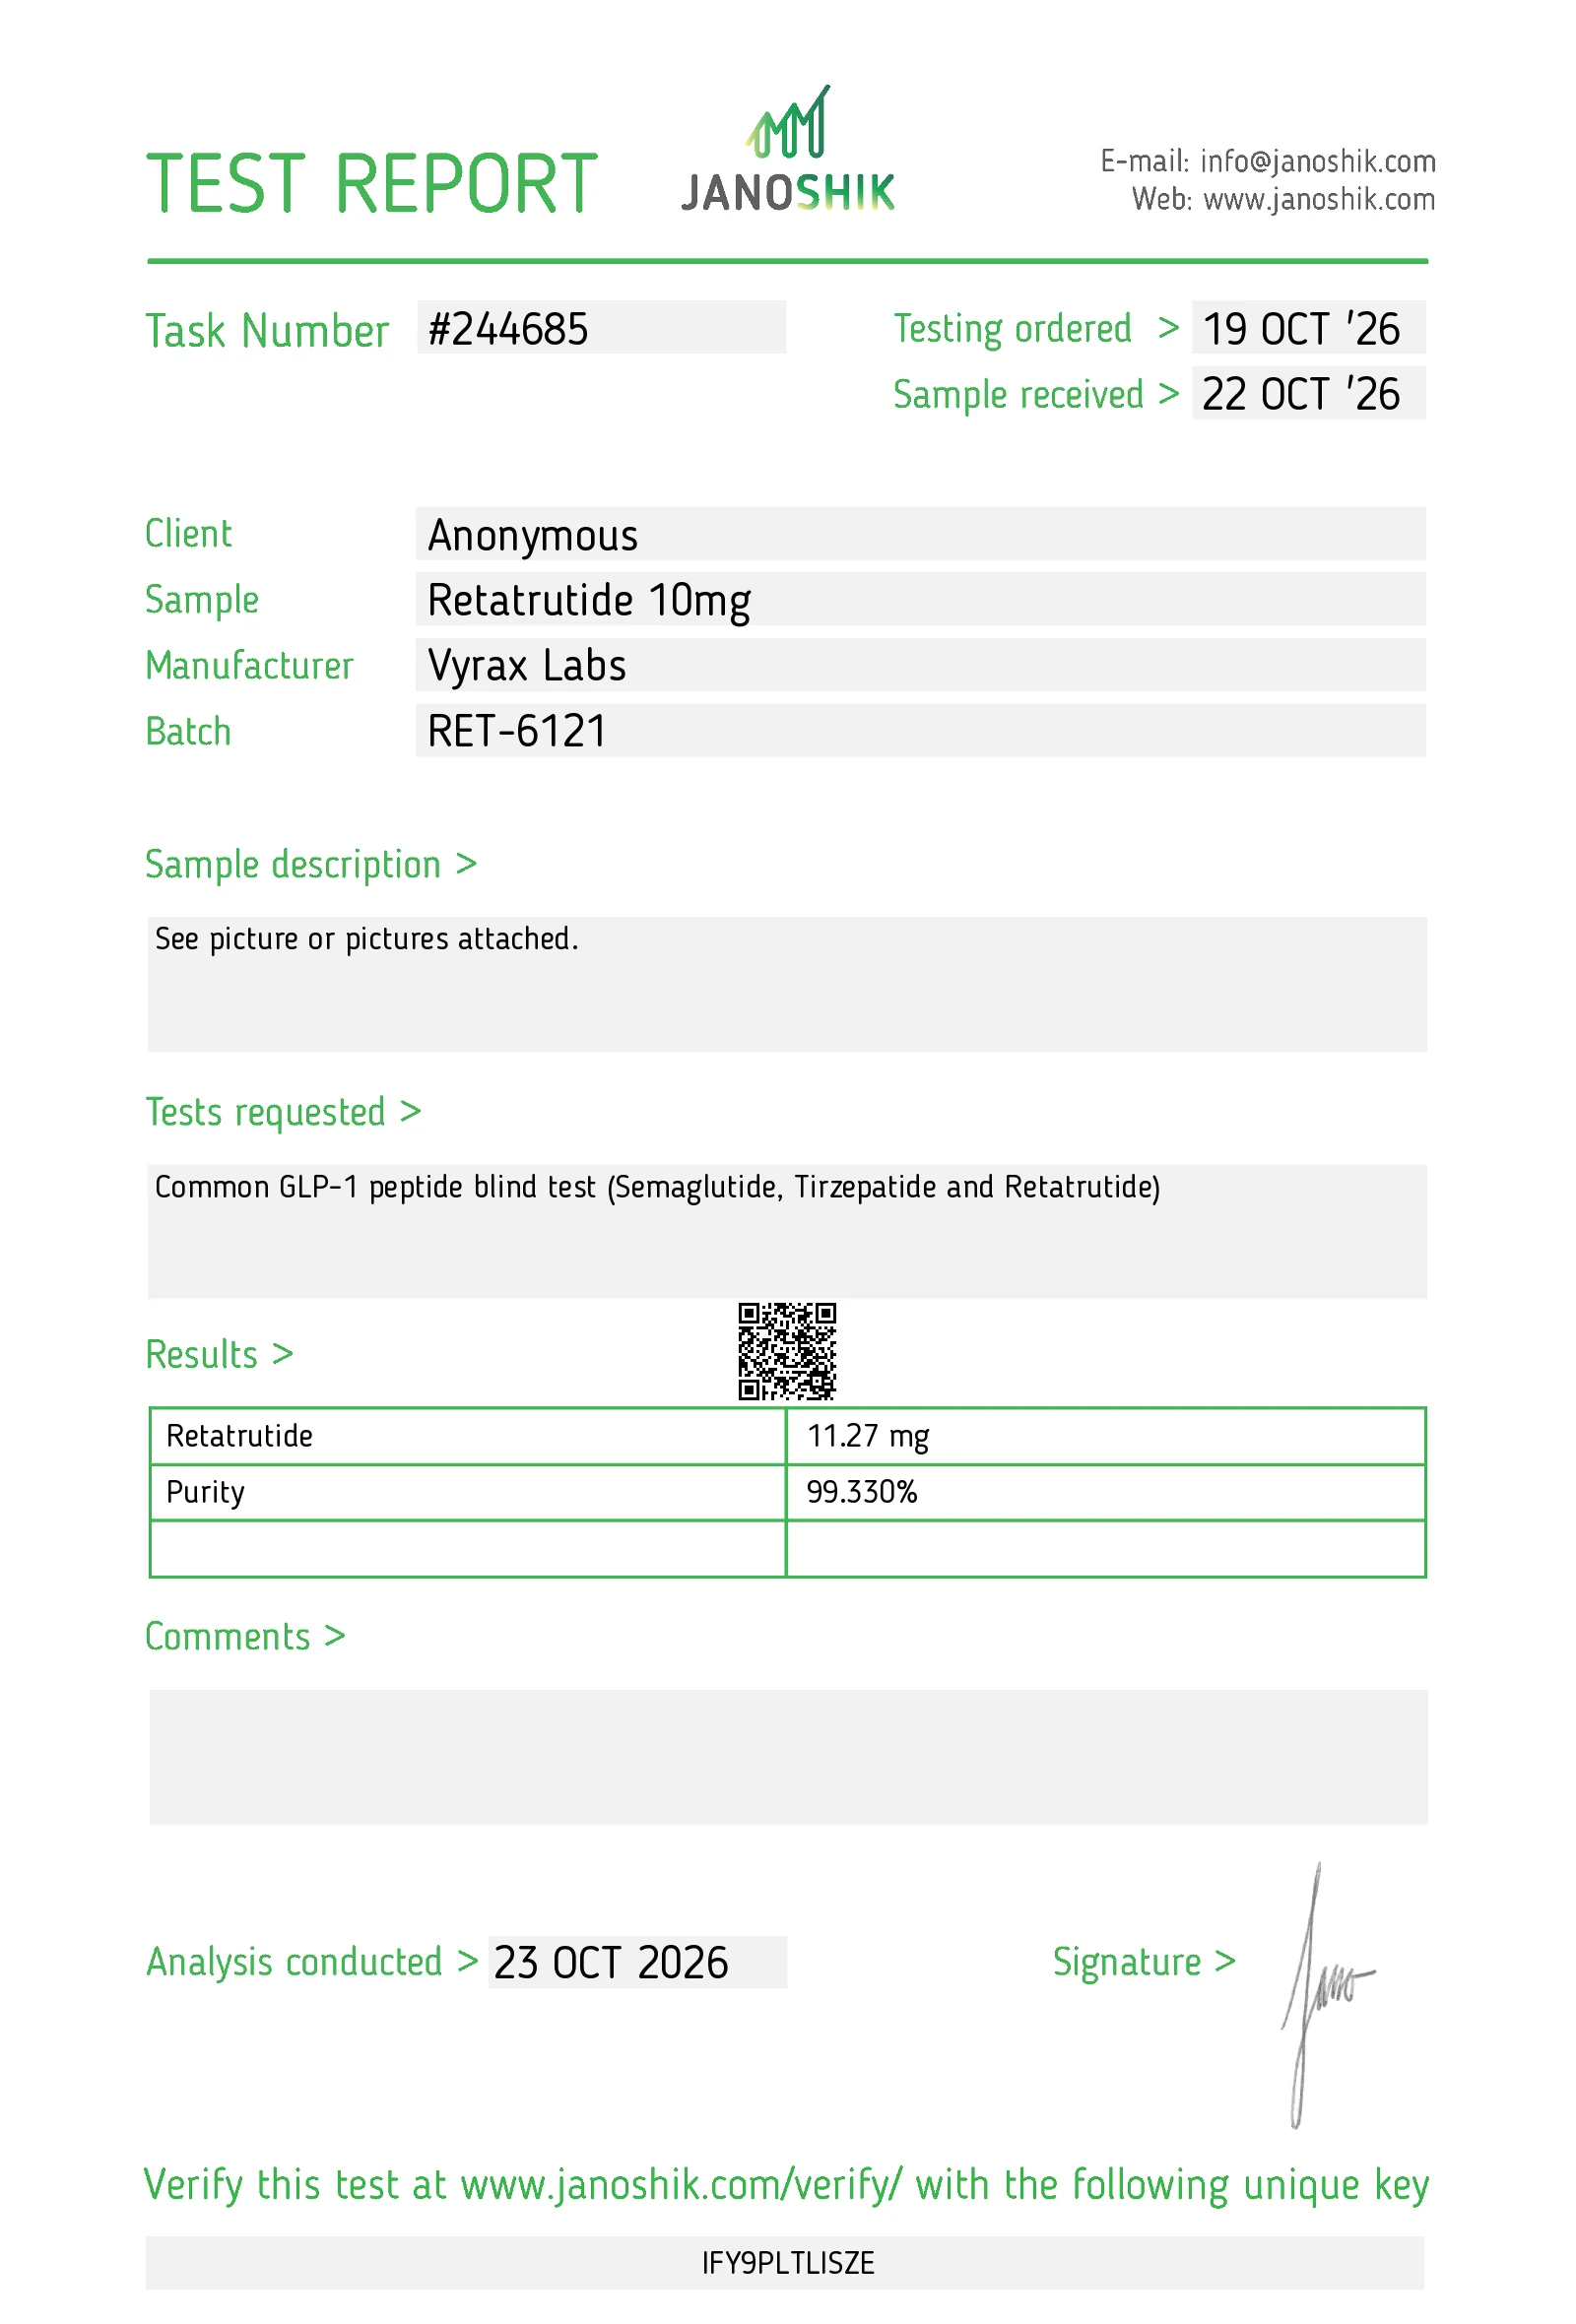 TEST REPORT
JANOSHIK
E-mail: info@janoshik.com
Web: www.janoshik.com
Task Number #244685
Testing ordered > 19 OCT '26
Sample received > 22 OCT '26
Client Anonymous
Sample Retatrutide 10mg
Manufacturer Vyrax Labs
Batch RET-6121
Sample description >
See picture or pictures attached.
Tests requested >
Common GLP-1 peptide blind test (Semaglutide, Tirzepatide and Retatrutide)
Results >
Retatrutide 11.27 mg
Purity 99.330%
Comments >
Analysis conducted > 23 OCT 2026
Signature > Jano
Verify this test at www.janoshik.com/verify/ with the following unique key
IFY9PLTLISZE